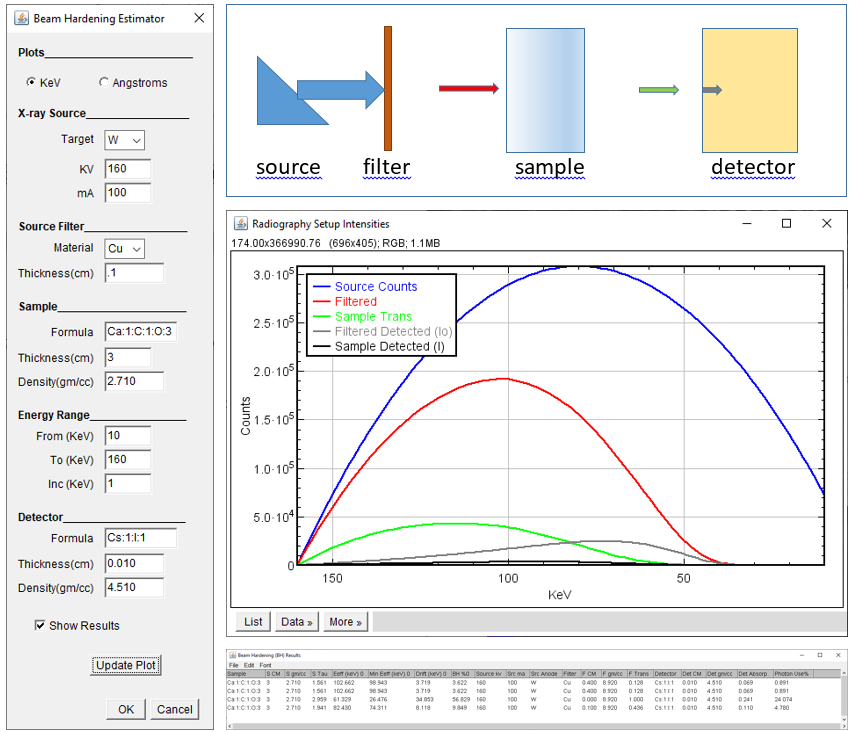 Beam Hardening Estimator
Plots
KeV Angstroms
X-ray Source
Target W
KV 160
mA 100
Source Filter
Material Cu
Thickness(cm) .1
Sample
Formula Ca:1:C:1:O:3
Thickness(cm) 3
Density(gm/cc) 2.710
Energy Range
From (KeV) 10
To (KeV) 160
Inc (KeV) 1
Detector
Formula Cs:1:I:1
Thickness(cm) 0.010
Density(gm/cc) 4.510
Show Results
Update Plot
OK Cancel
source filter sample detector
Radiography Setup Intensities
174.00x366990.76 (696x405); RGB; 1.1MB
Source Counts
Filtered
Sample Trans
Filtered Detected (Io)
Sample Detected (I)
3.0·10⁵
2.5·10⁵
2.0·10⁵
1.5·10⁵
1.0·10⁵
5.0·10⁴
0
Counts
150 100 50
KeV
List Data » More »
Beam Hardening (BH) Results
File Edit Font
Sample S CM S gm/cc S Tau Eeff (keV) 0 Min Eeff (keV) 0 Drift (keV) 0 BH %0 Source kv Src ma Src Anode Filter F CM F gm/cc F Trans Detector Det CM Det gm/cc Det Absorp Photon Use%
Ca:1:C:1:O:3 3 2.710 1.561 102.662 98.943 3.719 3.622 160 100 W Cu 0.400 8.920 0.128 Cs:1:I:1 0.010 4.510 0.069 0.891
Ca:1:C:1:O:3 3 2.710 1.561 102.662 98.943 3.719 3.622 160 100 W Cu 0.400 8.920 0.128 Cs:1:I:1 0.010 4.510 0.069 0.891
Ca:1:C:1:O:3 3 2.710 2.959 61.329 26.476 34.853 56.829 160 100 W Cu 0.000 8.920 1.000 Cs:1:I:1 0.010 4.510 0.241 24.074
Ca:1:C:1:O:3 3 2.710 1.941 82.430 74.311 8.118 9.849 160 100 W Cu 0.100 8.920 0.436 Cs:1:I:1 0.010 4.510 0.110 4.780